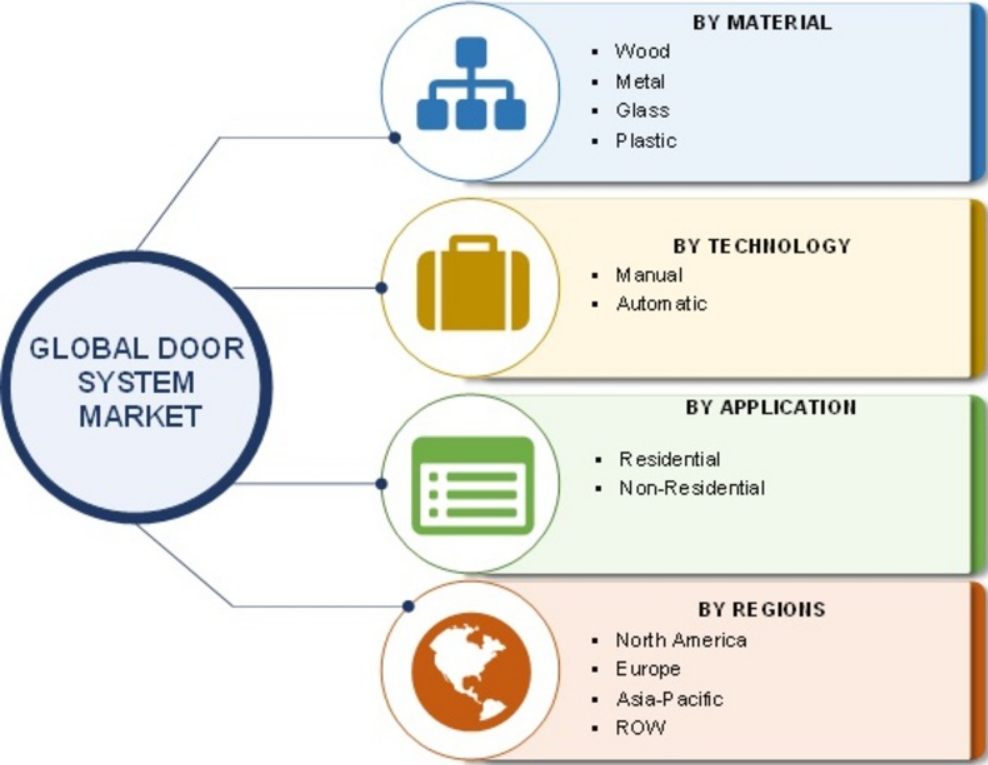 GLOBAL DOOR
SYSTEM
MARKET
BY MATERIAL
Wood
Metal
Glass
Plastic
BY TECHNOLOGY
Manual
Automatic
BY APPLICATION
Residential
Non-Residential
BY REGIONS
North America
Europe
Asia-Pacific
ROW